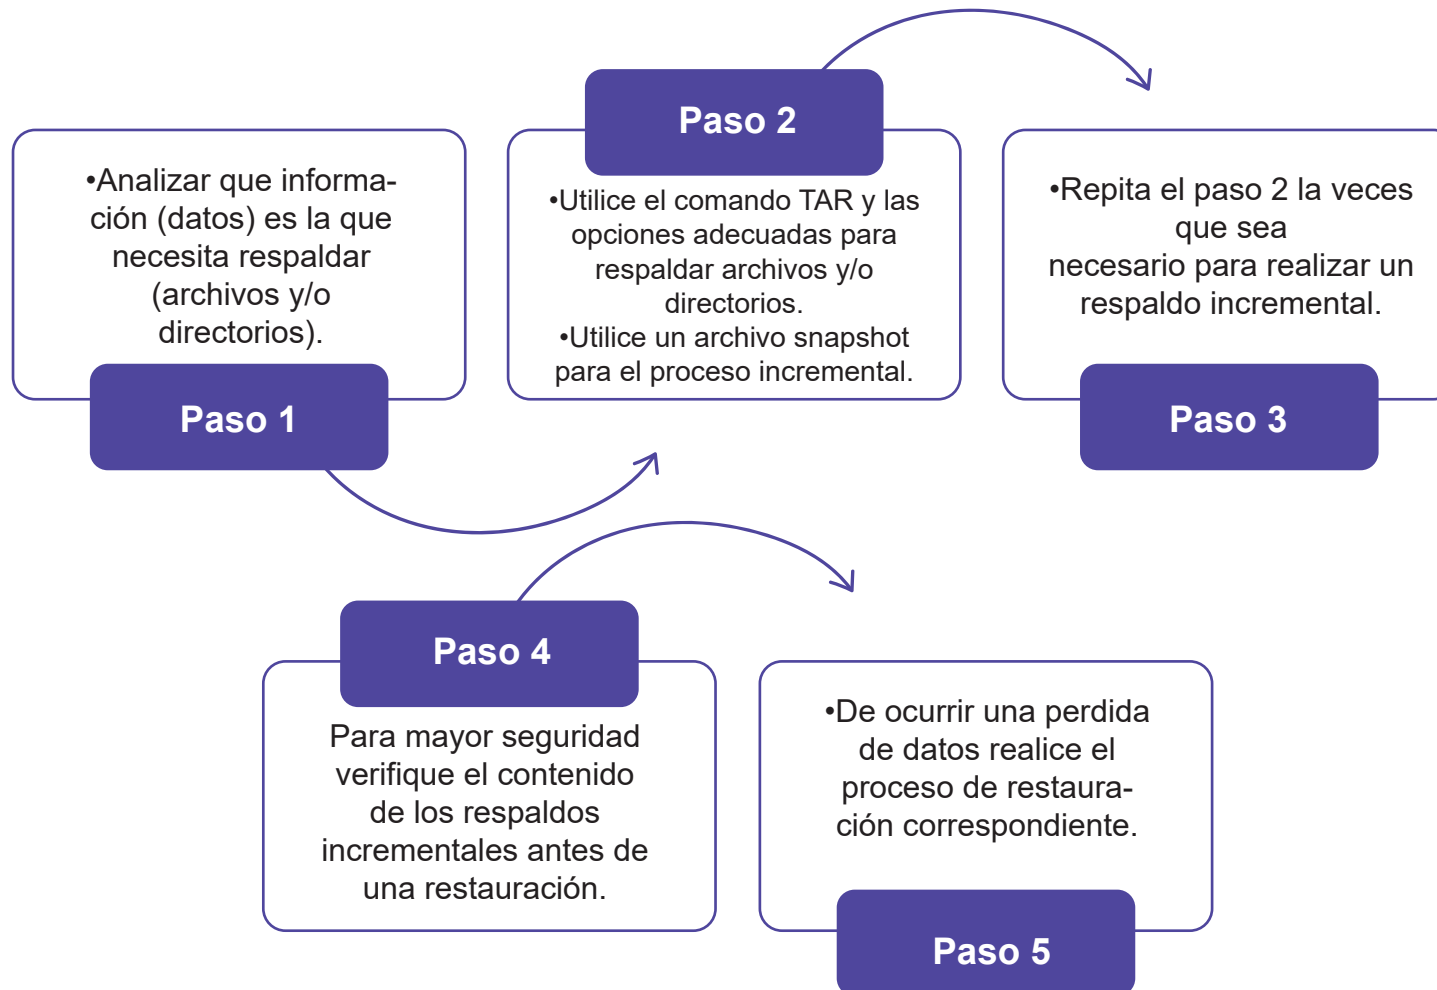 •Analizar que informa-
ción (datos) es la que
necesita respaldar
(archivos y/o
directorios).
Paso 1
Paso 2
•Utilice el comando TAR y las
opciones adecuadas para
respaldar archivos y/o
directorios.
•Utilice un archivo snapshot
para el proceso incremental.
•Repita el paso 2 la veces
que sea
necesario para realizar un
respaldo incremental.
Paso 3
Paso 4
Para mayor seguridad
verifique el contenido
de los respaldos
incrementales antes de
una restauración.
•De ocurrir una perdida
de datos realice el
proceso de restaura-
ción correspondiente.
Paso 5